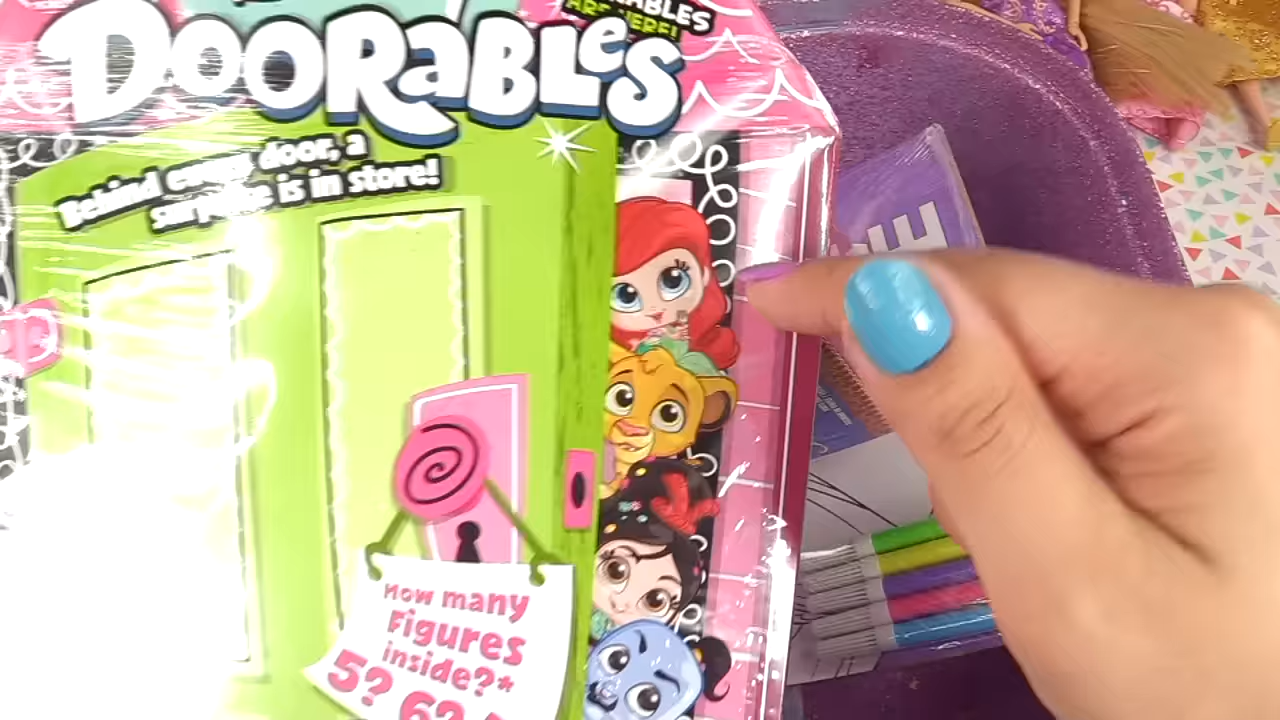 ABLES
ARE HERE!
DOORABLES
Behind every door, a
surprise is in store!
How many
Figures
inside?*
5? 6?